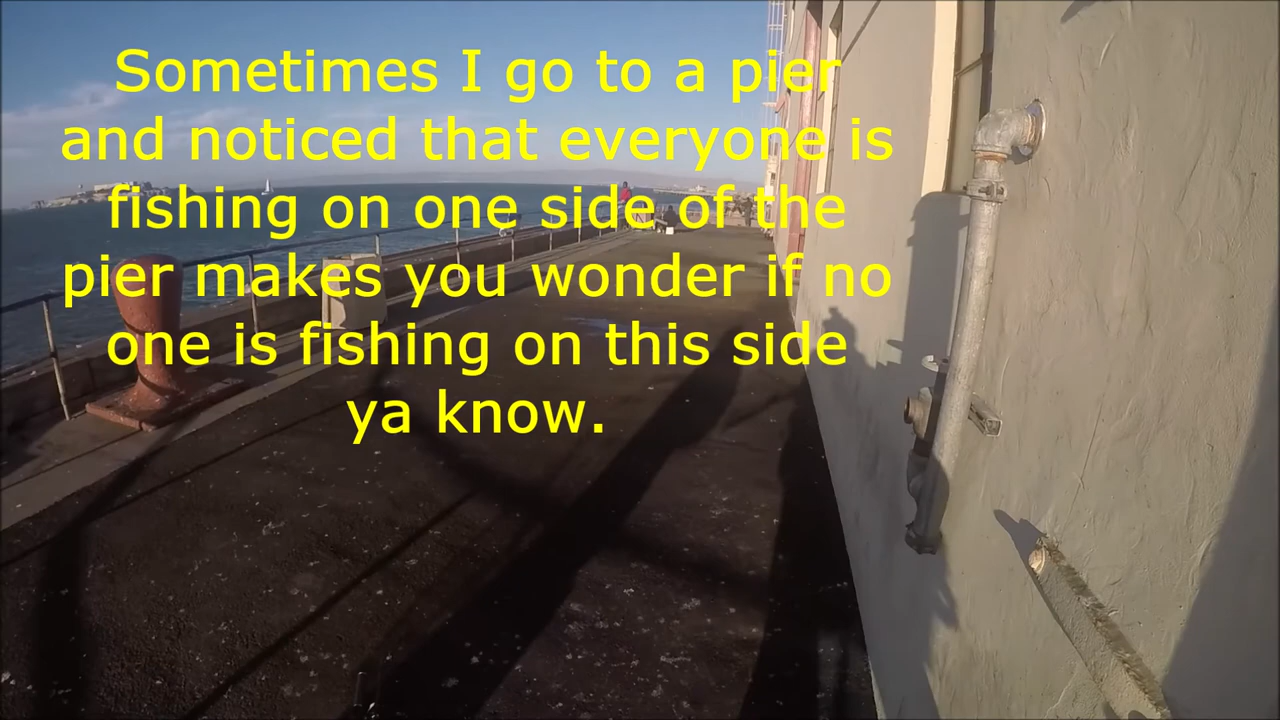 Sometimes I go to a pier
and noticed that everyone is
fishing on one side of the
pier makes you wonder if no
one is fishing on this side
ya know.